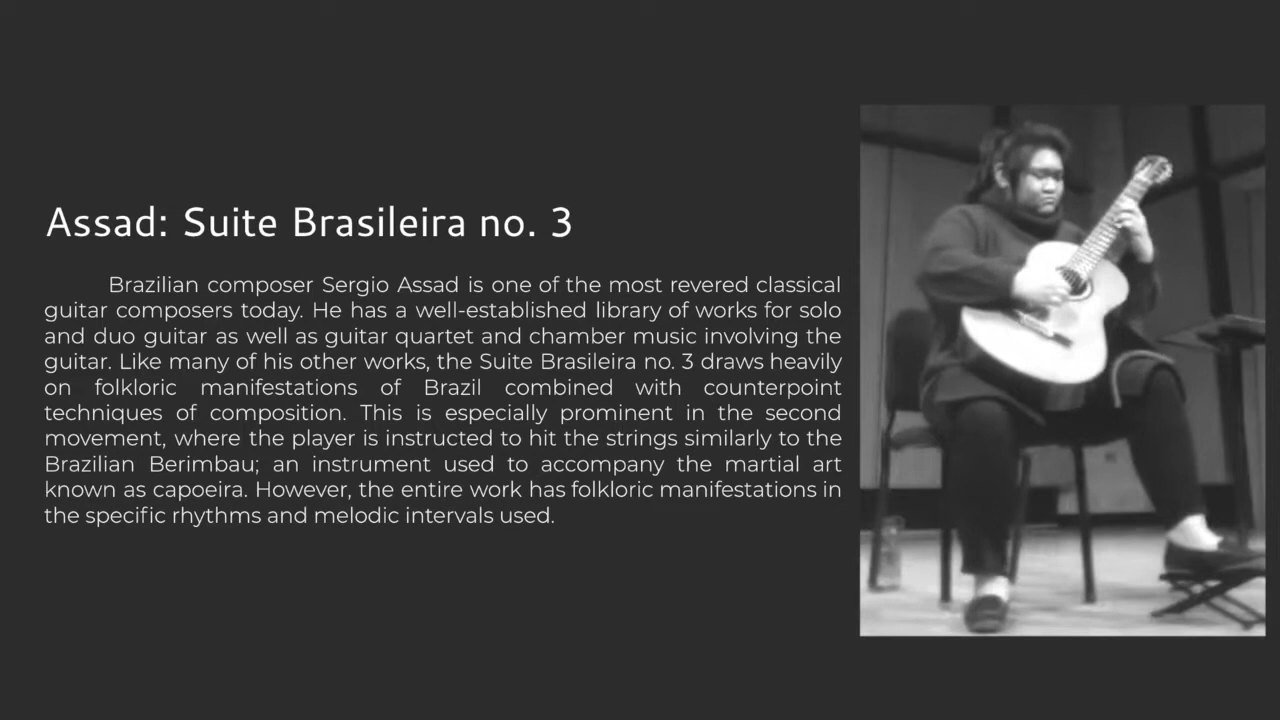 Assad: Suite Brasileira no. 3
Brazilian composer Sergio Assad is one of the most revered classical
guitar composers today. He has a well-established library of works for solo
and duo guitar as well as guitar quartet and chamber music involving the
guitar. Like many of his other works, the Suite Brasileira no. 3 draws heavily
on folkloric manifestations of Brazil combined with counterpoint
techniques of composition. This is especially prominent in the second
movement, where the player is instructed to hit the strings similarly to the
Brazilian Berimbau; an instrument used to accompany the martial art
known as capoeira. However, the entire work has folkloric manifestations in
the specific rhythms and melodic intervals used.